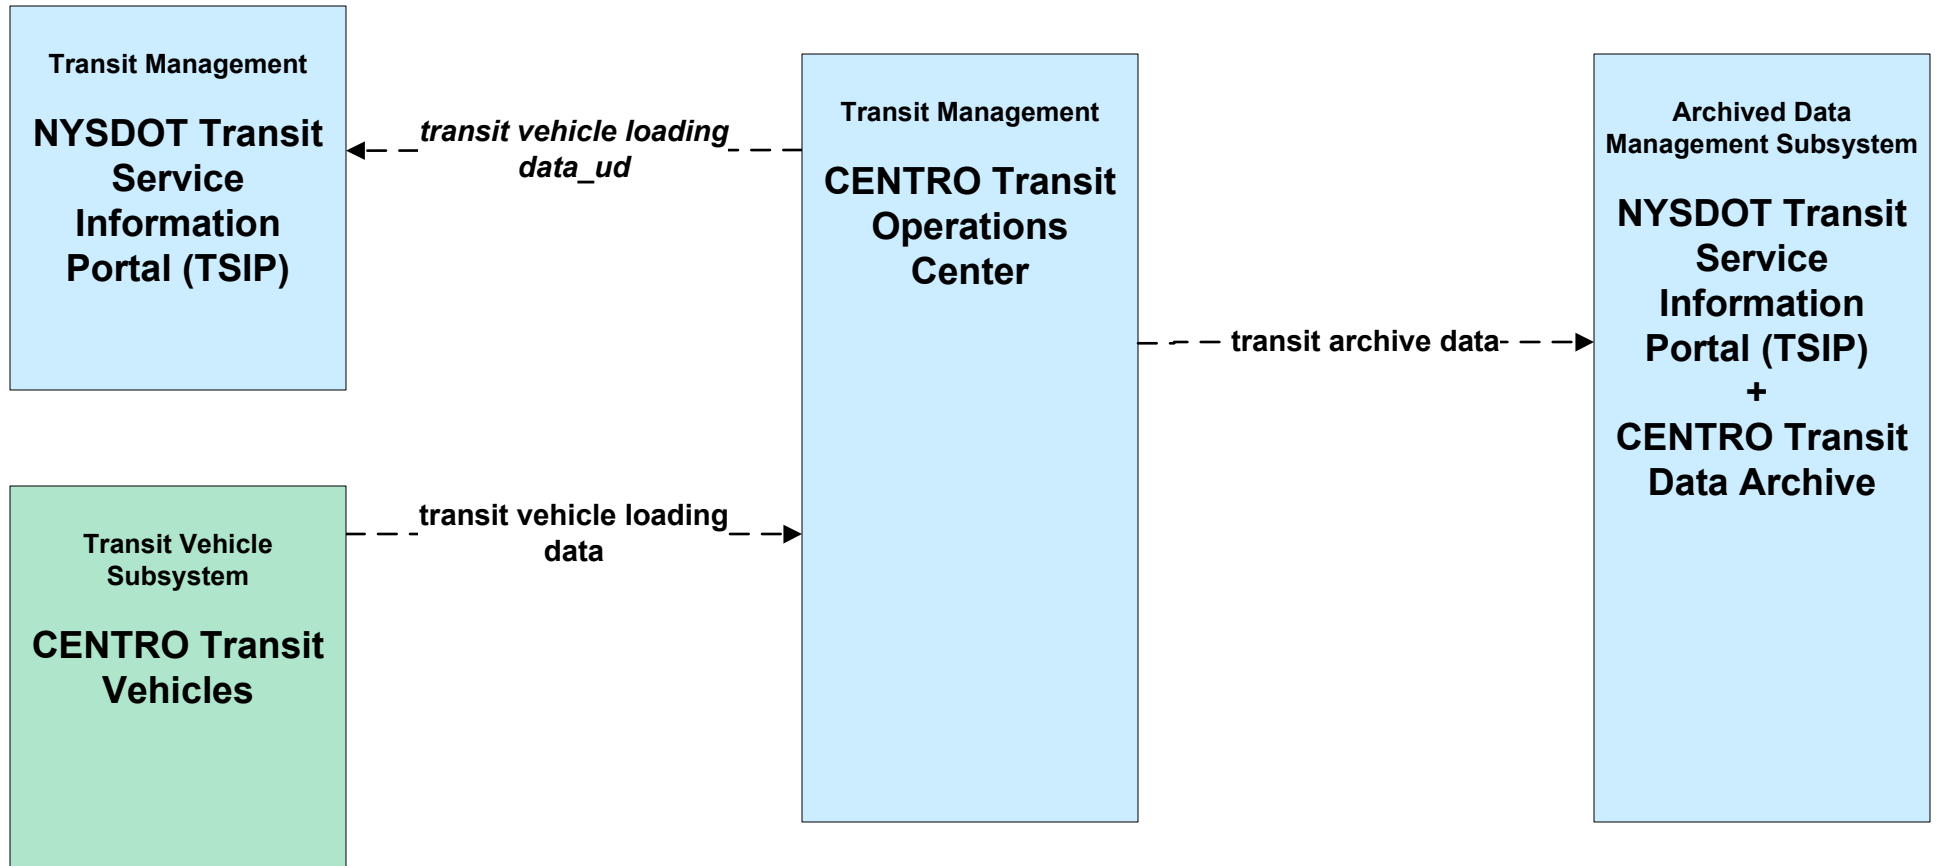 Transit Management
NYSDOT Transit
Service
Information
Portal (TSIP)
transit vehicle loading
data_ud
Transit Management
CENTRO Transit
Operations
Center
Archived Data
Management Subsystem
NYSDOT Transit
Service
Information
Portal (TSIP)
+
CENTRO Transit
Data Archive
transit archive data
Transit Vehicle
Subsystem
CENTRO Transit
Vehicles
transit vehicle loading
data